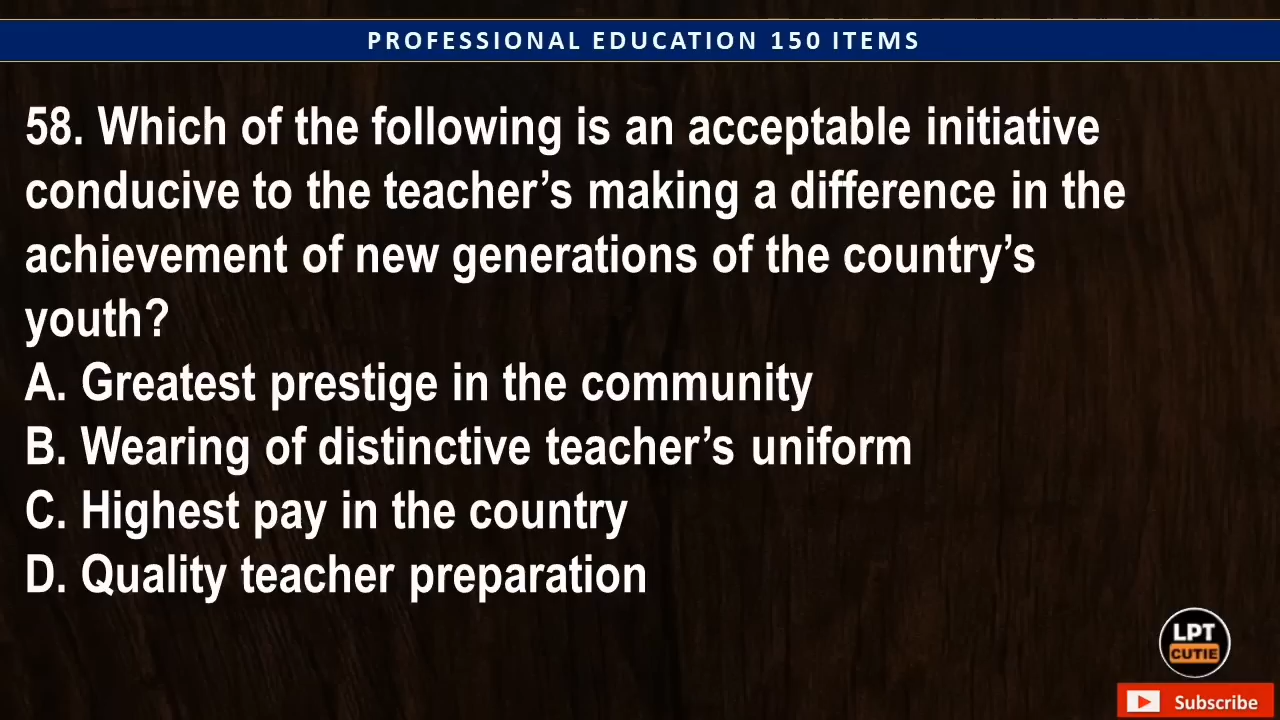 PROFESSIONAL EDUCATION 150 ITEMS
58. Which of the following is an acceptable initiative
conducive to the teacher’s making a difference in the
achievement of new generations of the country’s
youth?
A. Greatest prestige in the community
B. Wearing of distinctive teacher’s uniform
C. Highest pay in the country
D. Quality teacher preparation
LPT
CUTIE
Subscribe